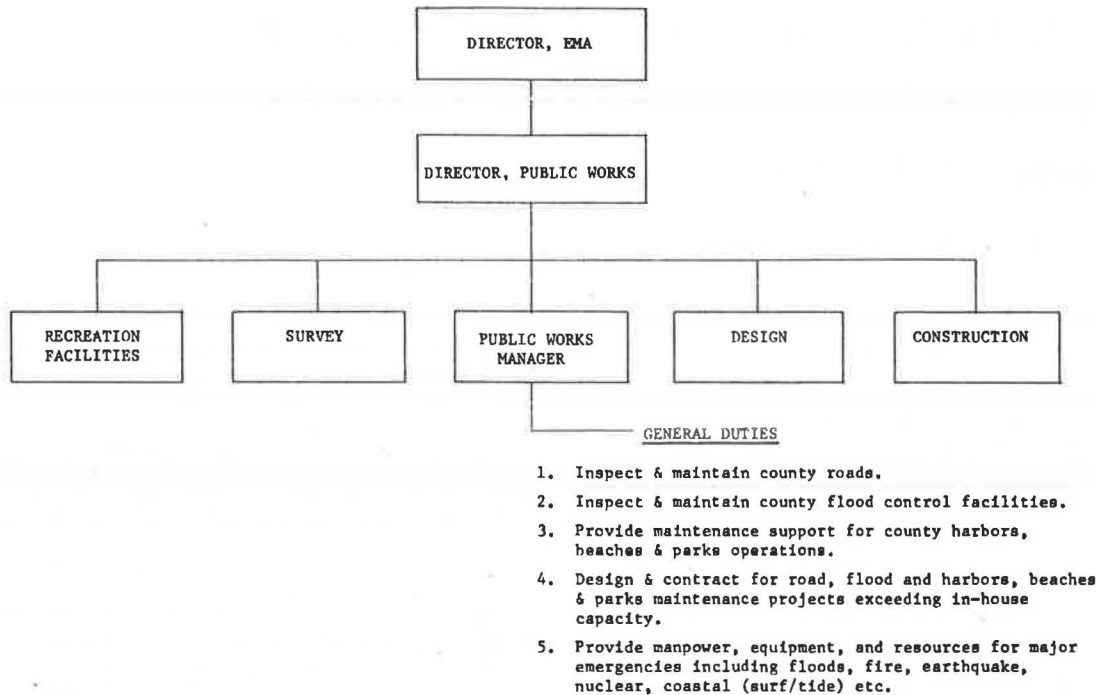 DIRECTOR, EMA
DIRECTOR, PUBLIC WORKS
RECREATION
FACILITIES
SURVEY
PUBLIC WORKS
MANAGER
DESIGN
CONSTRUCTION
GENERAL DUTIES
1. Inspect & maintain county roads.
2. Inspect & maintain county flood control facilities.
3. Provide maintenance support for county harbors,
beaches & parks operations.
4. Design & contract for road, flood and harbors, beaches
& parks maintenance projects exceeding in-house
capacity.
5. Provide manpower, equipment, and resources for major
emergencies including floods, fire, earthquake,
nuclear, coastal (surf/tide) etc.